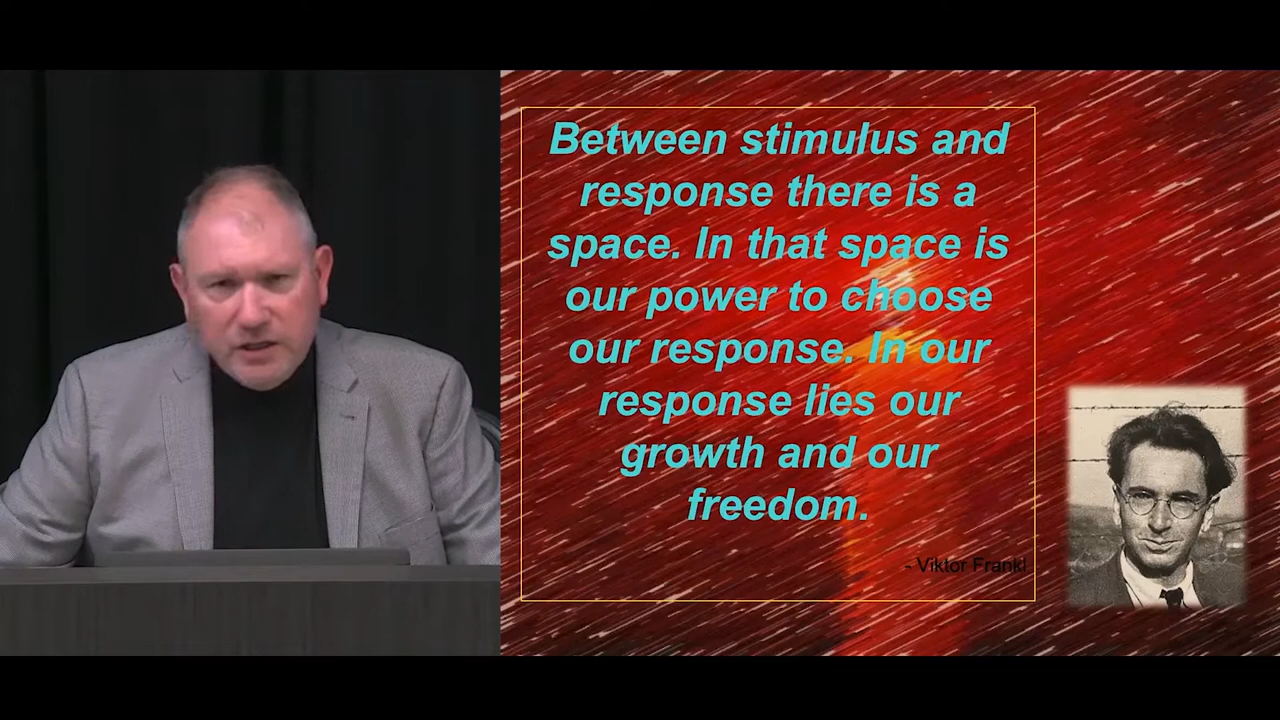 Between stimulus and
response there is a
space. In that space is
our power to choose
our response. In our
response lies our
growth and our
freedom.
- Viktor Frankl